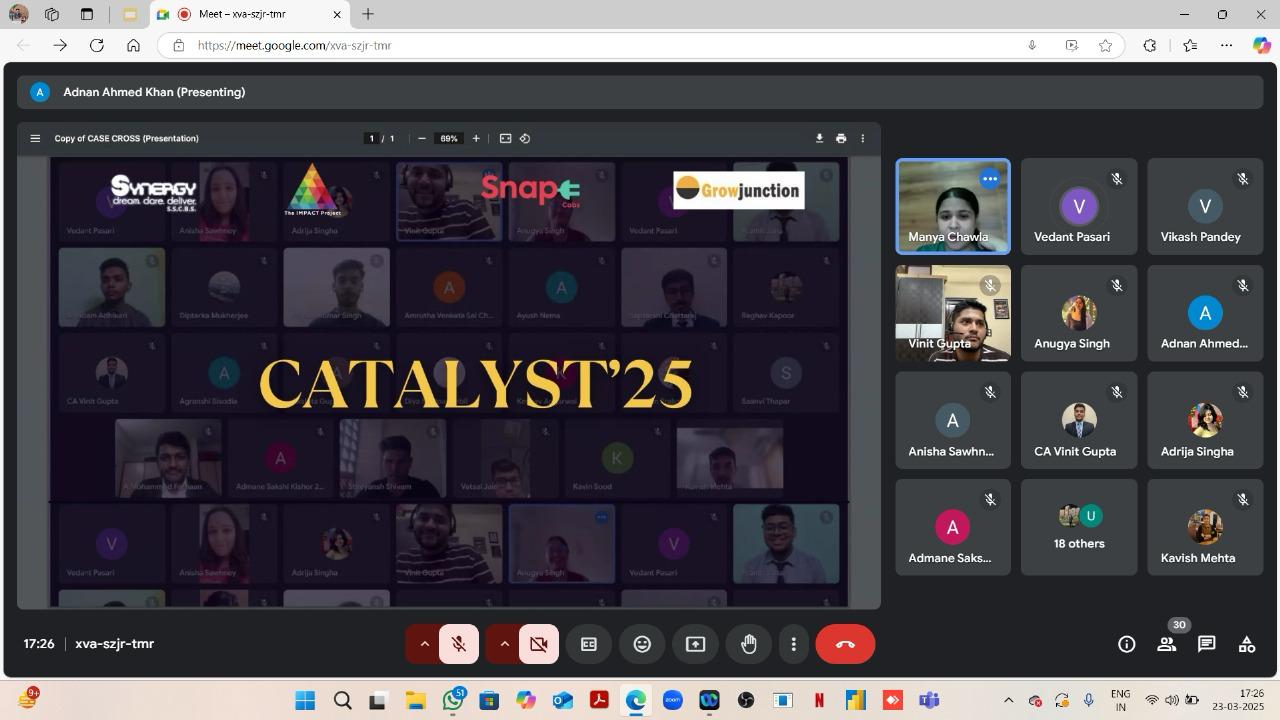 Meet – xva-szjr-tmr
https://meet.google.com/xva-szjr-tmr
A Adnan Ahmed Khan (Presenting)
Copy of CASE CROSS (Presentation)
1 / 1
69%
SYNERGY
dream. dare. deliver.
S.S.C.B.S.
The IMPACT Project
Snap-E
Cabs
Growjunction
Vedant Pasari
Anisha Sawhney
Adrija Singha
Vinit Gupta
Anugya Singh
Vedant Pasari
Diptarka Mukherjee
A
Amrutha Venkata Sai Ch...
A
Ayush Nema
Raghav Kapoor
CA Vinit Gupta
A
Agranshi Sisodia
S
Saanvi Thapar
CATALYST'25
A Mohammed Farhaan
A
Admane Sakshi Kishor 2...
Shreyansh Shivam
Vatsal Jain
K
Kavin Sood
V
Vedant Pasari
Anisha Sawhney
Adrija Singha
Vinit Gupta
Anugya Singh
V
Vedant Pasari
Manya Chawla
V
Vedant Pasari
V
Vikash Pandey
Vinit Gupta
Anugya Singh
A
Adnan Ahmed...
A
Anisha Sawhn...
CA Vinit Gupta
Adrija Singha
A
Admane Saks...
U
18 others
Kavish Mehta
17:26 | xva-szjr-tmr
30
9+
51
zoom
N
ENG
IN
17:26
23-03-2025